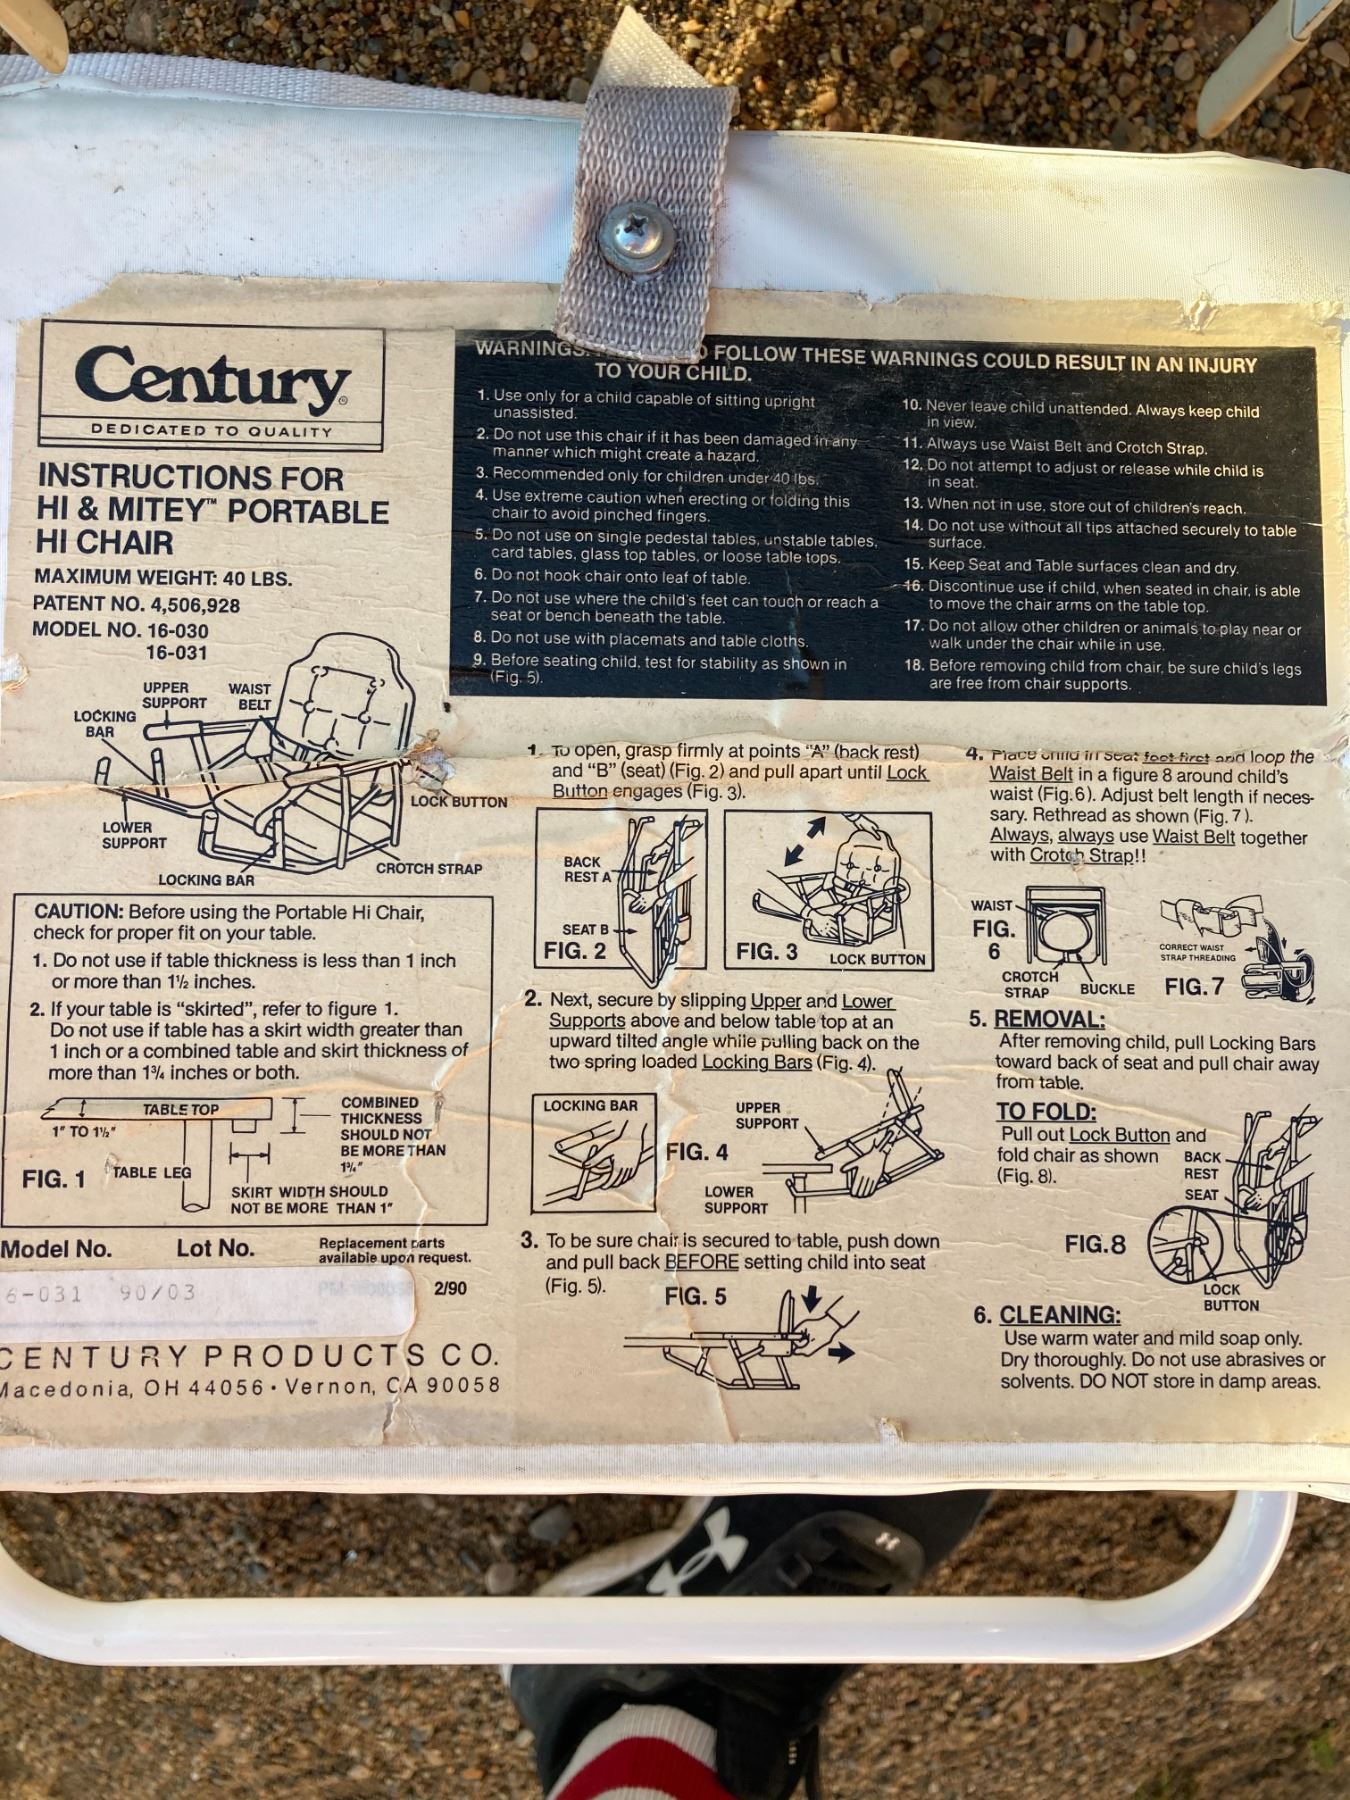 Century®
DEDICATED TO QUALITY
INSTRUCTIONS FOR
HI & MITEY™ PORTABLE
HI CHAIR
MAXIMUM WEIGHT: 40 LBS.
PATENT NO. 4,506,928
MODEL NO. 16-030
16-031
UPPER
SUPPORT
WAIST
BELT
LOCKING
BAR
LOCK BUTTON
LOWER
SUPPORT
CROTCH STRAP
LOCKING BAR
CAUTION: Before using the Portable Hi Chair,
check for proper fit on your table.
1. Do not use if table thickness is less than 1 inch
or more than 1½ inches.
2. If your table is “skirted”, refer to figure 1.
Do not use if table has a skirt width greater than
1 inch or a combined table and skirt thickness of
more than 1¾ inches or both.
TABLE TOP
1" TO 1½"
COMBINED
THICKNESS
SHOULD NOT
BE MORE THAN
1¾"
FIG. 1
TABLE LEG
SKIRT WIDTH SHOULD
NOT BE MORE THAN 1"
Model No.
Lot No.
Replacement parts
available upon request.
6-031 90/03
2/90
CENTURY PRODUCTS CO.
Macedonia, OH 44056 • Vernon, CA 90058
WARNINGS: FOLLOW THESE WARNINGS COULD RESULT IN AN INJURY
TO YOUR CHILD.
1. Use only for a child capable of sitting upright
unassisted.
2. Do not use this chair if it has been damaged in any
manner which might create a hazard.
3. Recommended only for children under 40 lbs.
4. Use extreme caution when erecting or folding this
chair to avoid pinched fingers.
5. Do not use on single pedestal tables, unstable tables,
card tables, glass top tables, or loose table tops.
6. Do not hook chair onto leaf of table.
7. Do not use where the child's feet can touch or reach a
seat or bench beneath the table.
8. Do not use with placemats and table cloths.
9. Before seating child, test for stability as shown in
(Fig. 5).
10. Never leave child unattended. Always keep child
in view.
11. Always use Waist Belt and Crotch Strap.
12. Do not attempt to adjust or release while child is
in seat.
13. When not in use, store out of children's reach.
14. Do not use without all tips attached securely to table
surface.
15. Keep Seat and Table surfaces clean and dry.
16. Discontinue use if child, when seated in chair, is able
to move the chair arms on the table top.
17. Do not allow other children or animals to play near or
walk under the chair while in use.
18. Before removing child from chair, be sure child's legs
are free from chair supports.
1. To open, grasp firmly at points “A” (back rest)
and “B” (seat) (Fig. 2) and pull apart until Lock
Button engages (Fig. 3).
BACK
REST A
SEAT B
FIG. 2
FIG. 3
LOCK BUTTON
2. Next, secure by slipping Upper and Lower
Supports above and below table top at an
upward tilted angle while pulling back on the
two spring loaded Locking Bars (Fig. 4).
LOCKING BAR
UPPER
SUPPORT
FIG. 4
LOWER
SUPPORT
3. To be sure chair is secured to table, push down
and pull back BEFORE setting child into seat
(Fig. 5).
FIG. 5
4. Place child in seat foot first and loop the
Waist Belt in a figure 8 around child's
waist (Fig.6). Adjust belt length if neces-
sary. Rethread as shown (Fig. 7).
Always, always use Waist Belt together
with Crotch Strap!!
WAIST
FIG.
6
CROTCH
STRAP
BUCKLE
CORRECT WAIST
STRAP THREADING
FIG. 7
5. REMOVAL:
After removing child, pull Locking Bars
toward back of seat and pull chair away
from table.
TO FOLD:
Pull out Lock Button and
fold chair as shown
(Fig. 8).
BACK
REST
SEAT
FIG.8
LOCK
BUTTON
6. CLEANING:
Use warm water and mild soap only.
Dry thoroughly. Do not use abrasives or
solvents. DO NOT store in damp areas.